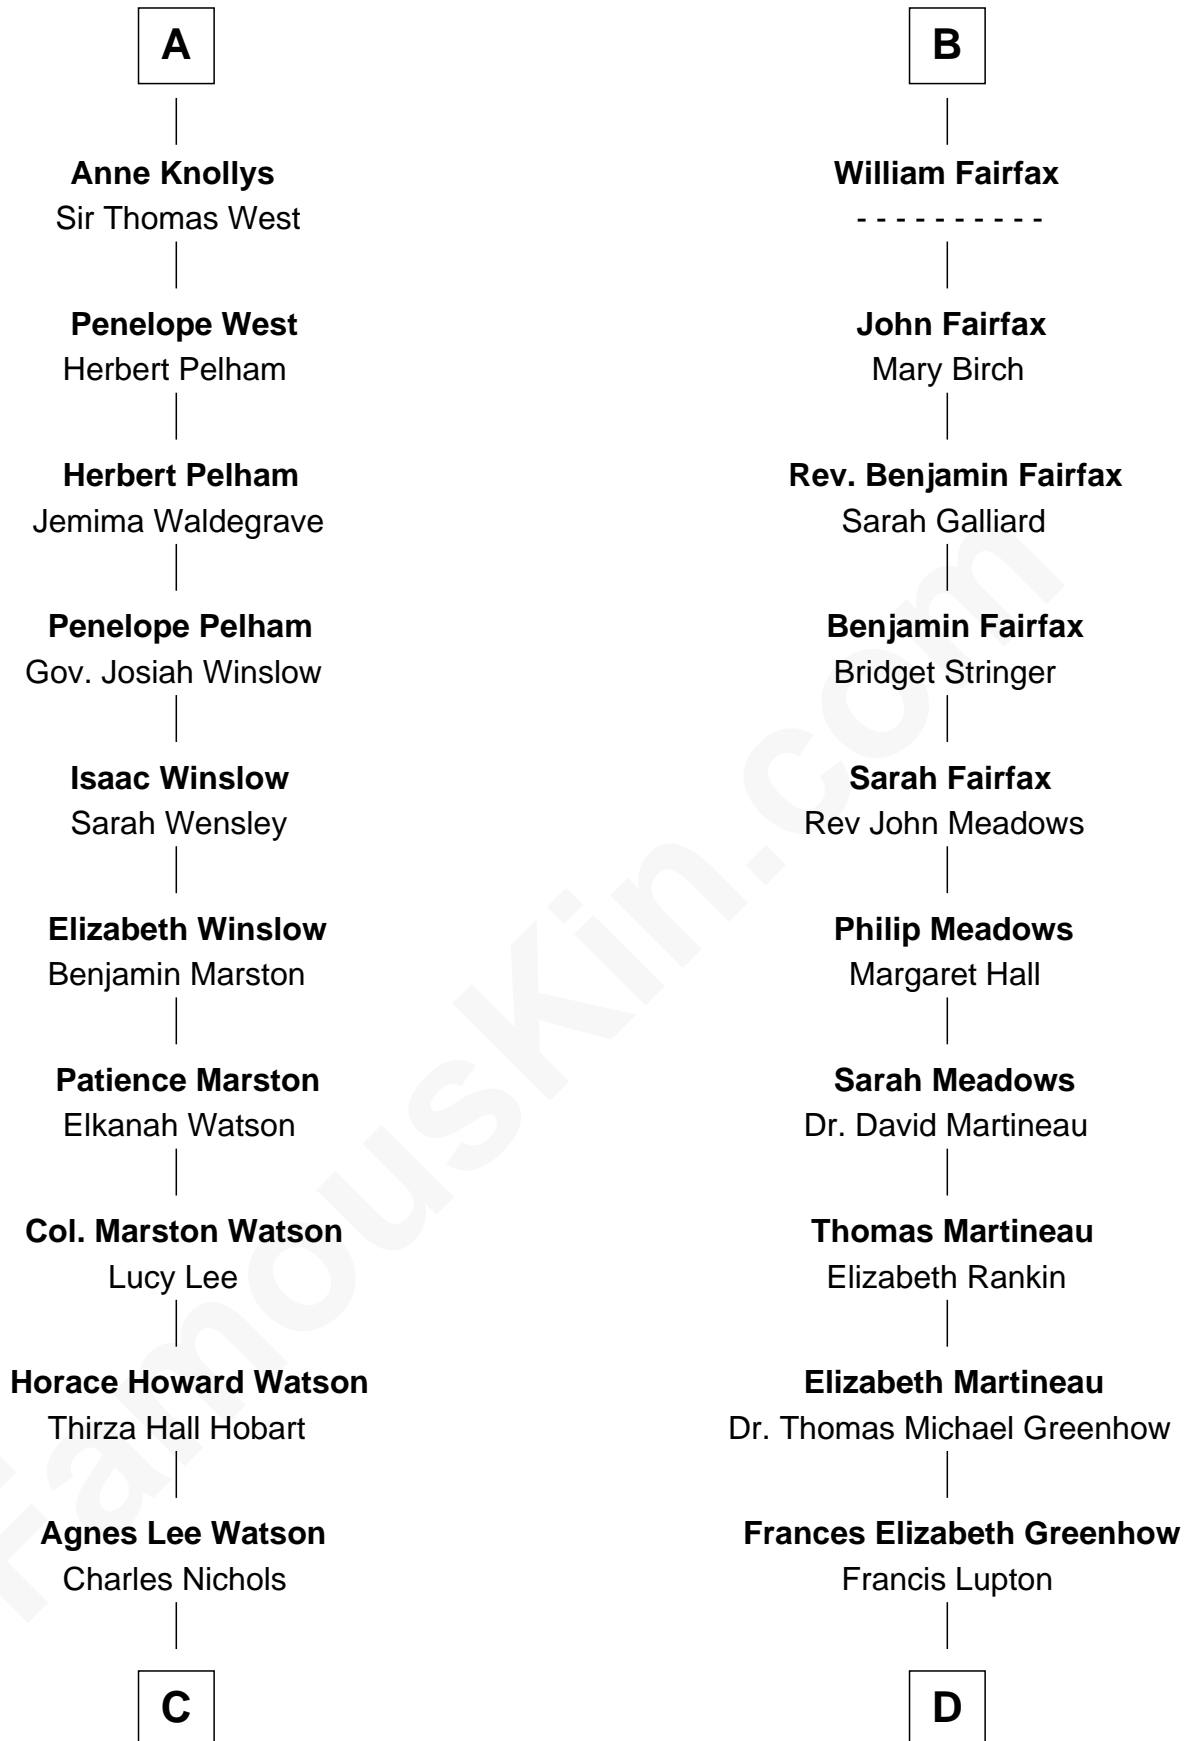 A
Anne Knollys
Sir Thomas West
Penelope West
Herbert Pelham
Herbert Pelham
Jemima Waldegrave
Penelope Pelham
Gov. Josiah Winslow
Isaac Winslow
Sarah Wensley
Elizabeth Winslow
Benjamin Marston
Patience Marston
Elkanah Watson
Col. Marston Watson
Lucy Lee
Horace Howard Watson
Thirza Hall Hobart
Agnes Lee Watson
Charles Nichols
C
B
William Fairfax
- - - - - - - - - -
John Fairfax
Mary Birch
Rev. Benjamin Fairfax
Sarah Galliard
Benjamin Fairfax
Bridget Stringer
Sarah Fairfax
Rev John Meadows
Philip Meadows
Margaret Hall
Sarah Meadows
Dr. David Martineau
Thomas Martineau
Elizabeth Rankin
Elizabeth Martineau
Dr. Thomas Michael Greenhow
Frances Elizabeth Greenhow
Francis Lupton
D
FamousKin.com